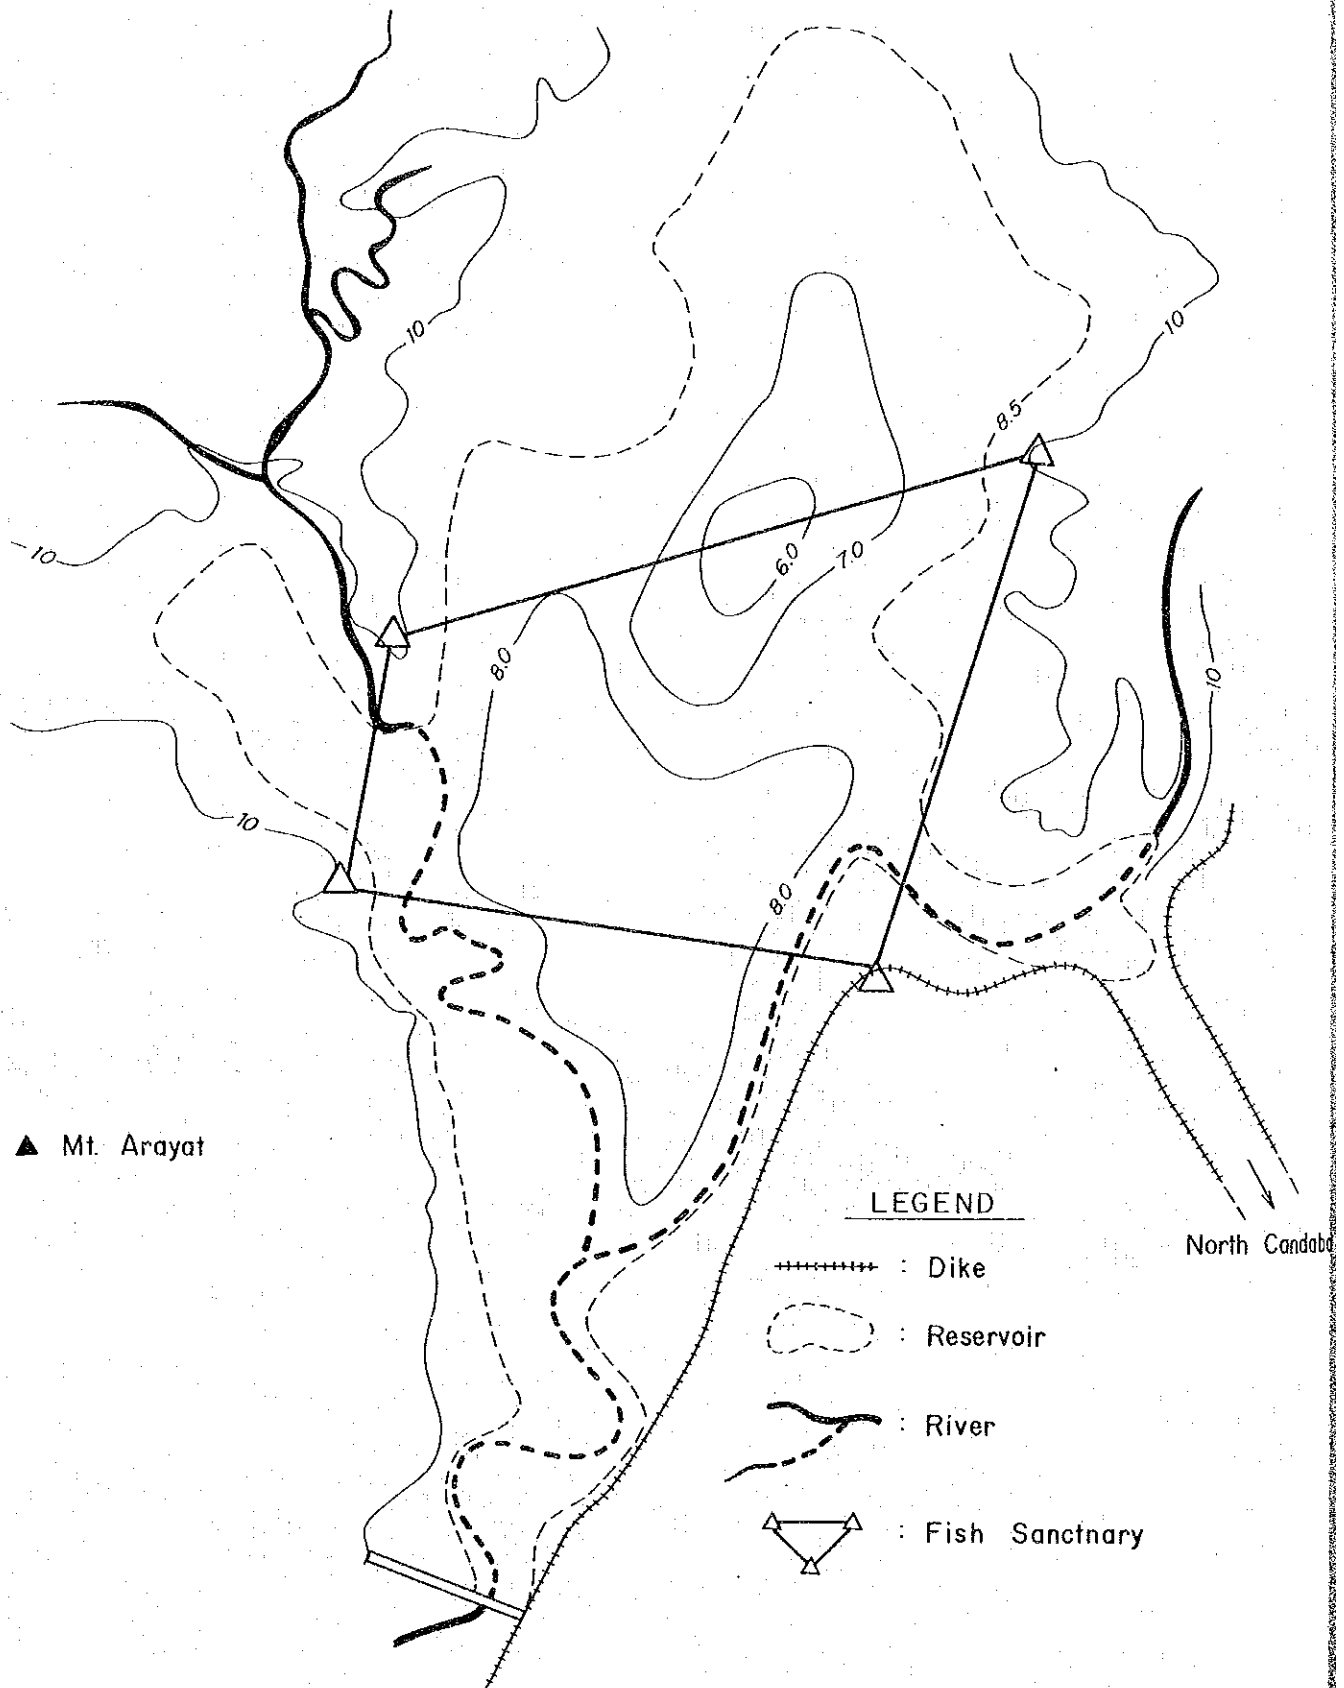 10
10
8.5
10
6.0
7.0
8.0
10
10
8.0
▲ Mt. Arayat
LEGEND
North Candaba
: Dike
: Reservoir
: River
: Fish Sanctnary